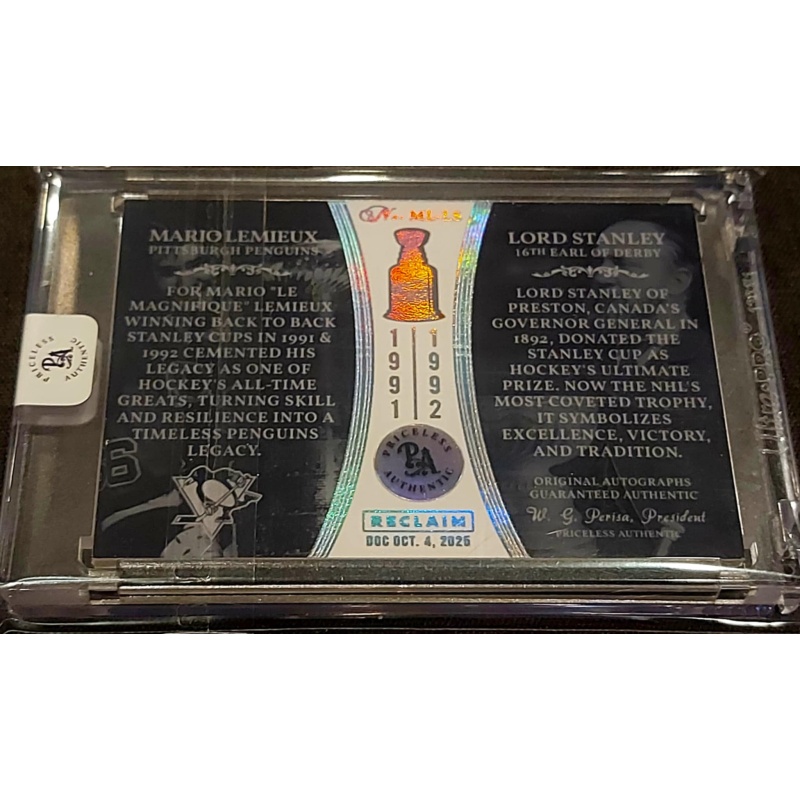 MARIO LEMIEUX
PITTSBURGH PENGUINS
FOR MARIO "LE
MAGNIFIQUE" LEMIEUX
WINNING BACK TO BACK
STANLEY CUPS IN 1991 &
1992 CEMENTED HIS
LEGACY AS ONE OF
HOCKEY'S ALL-TIME
GREATS, TURNING SKILL
AND RESILIENCE INTO A
TIMELESS PENGUINS
LEGACY.
1991
1992
PRICELESS
PA
AUTHENTIC
RECLAIM
DOC OCT. 4, 2025
LORD STANLEY
16TH EARL OF DERBY
LORD STANLEY OF
PRESTON, CANADA'S
GOVERNOR GENERAL IN
1892, DONATED THE
STANLEY CUP AS
HOCKEY'S ULTIMATE
PRIZE. NOW THE NHL'S
MOST COVETED TROPHY,
IT SYMBOLIZES
EXCELLENCE, VICTORY,
AND TRADITION.
ORIGINAL AUTOGRAPHS
GUARANTEED AUTHENTIC
W. G. Perisa, President
PRICELESS AUTHENTIC
PRICELESS
PA
AUTHENTIC